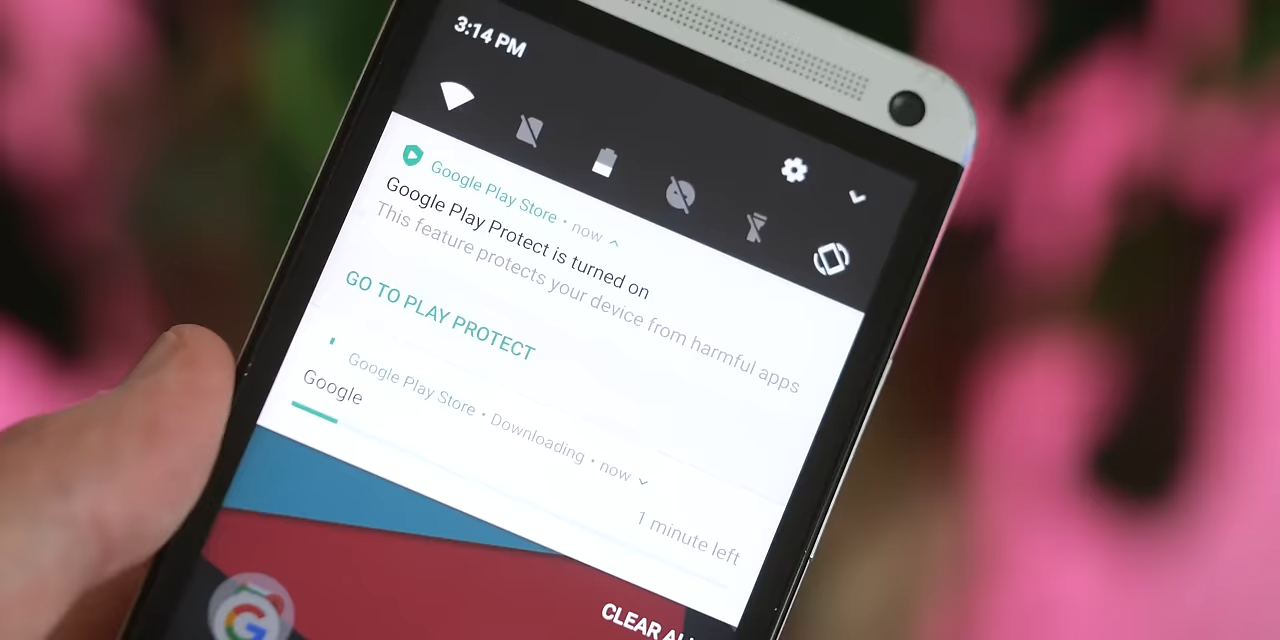 3:14 PM
Google Play Store · now
Google Play Protect is turned on
This feature protects your device from harmful apps
GO TO PLAY PROTECT
Google Play Store · Downloading · now
Google
1 minute left
CLEAR ALL